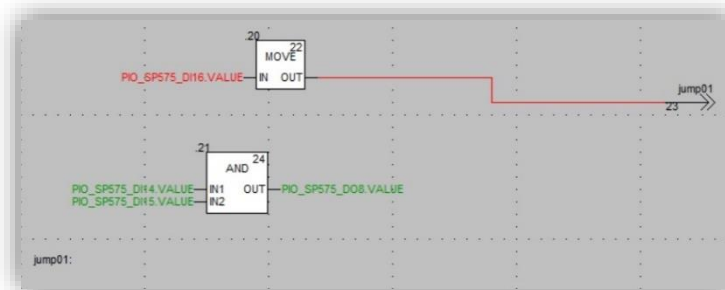 .20
22
MOVE
PIO_SP575_DI16.VALUE IN OUT
jump01
23
.21
24
AND
PIO_SP575_DI14.VALUE IN1 OUT PIO_SP575_DO8.VALUE
PIO_SP575_DI15.VALUE IN2
jump01: